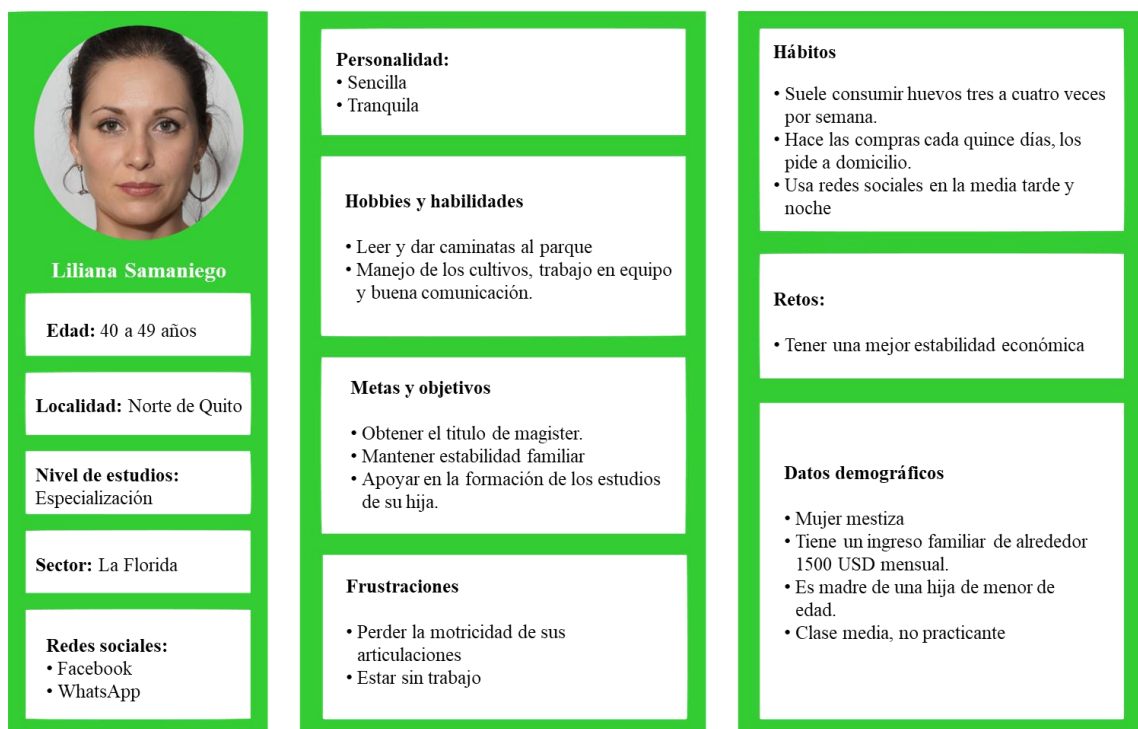 Liliana Samaniego
Edad: 40 a 49 años
Localidad: Norte de Quito
Nivel de estudios:
Especialización
Sector: La Florida
Redes sociales:
• Facebook
• WhatsApp
Personalidad:
• Sencilla
• Tranquila
Hobbies y habilidades
• Leer y dar caminatas al parque
• Manejo de los cultivos, trabajo en equipo
y buena comunicación.
Metas y objetivos
• Obtener el titulo de magister.
• Mantener estabilidad familiar
• Apoyar en la formación de los estudios
de su hija.
Frustraciones
• Perder la motricidad de sus
articulaciones
• Estar sin trabajo
Hábitos
• Suele consumir huevos tres a cuatro veces
por semana.
• Hace las compras cada quince días, los
pide a domicilio.
• Usa redes sociales en la media tarde y
noche
Retos:
• Tener una mejor estabilidad económica
Datos demográficos
• Mujer mestiza
• Tiene un ingreso familiar de alrededor
1500 USD mensual.
• Es madre de una hija de menor de
edad.
• Clase media, no practicante